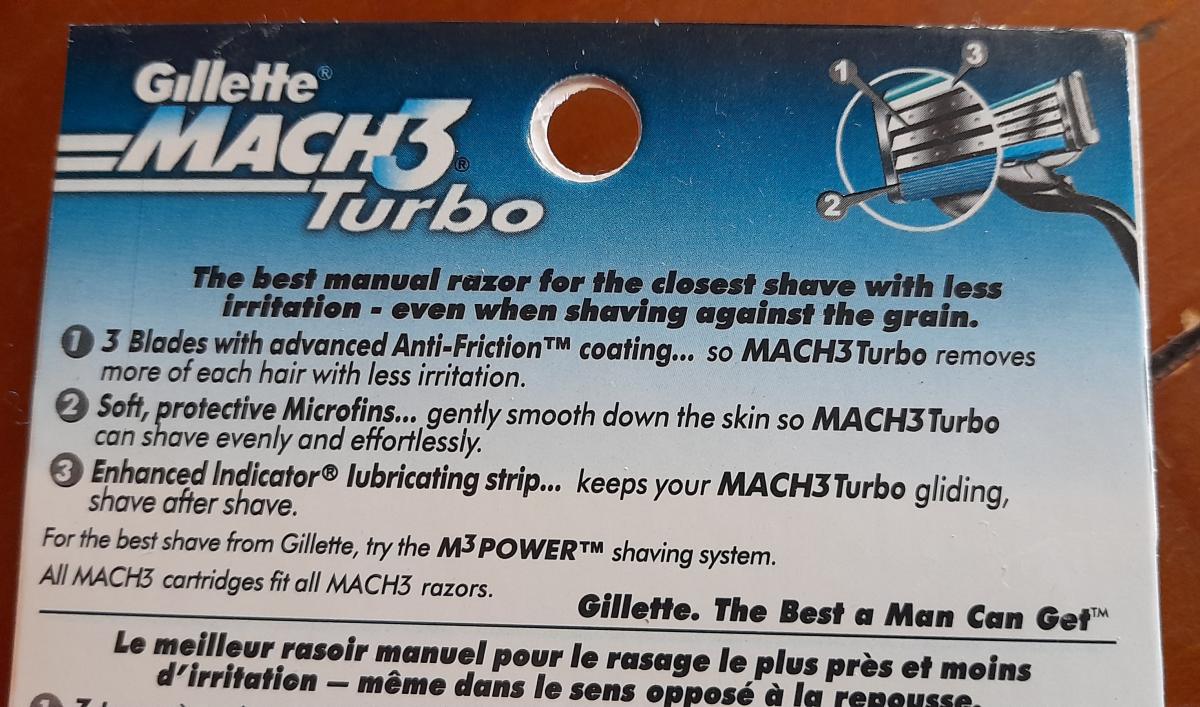 Gillette®
MACH3®
Turbo
1
3
2
The best manual razor for the closest shave with less
irritation - even when shaving against the grain.
1 3 Blades with advanced Anti-Friction™ coating... so MACH3Turbo removes
more of each hair with less irritation.
2 Soft, protective Microfins... gently smooth down the skin so MACH3Turbo
can shave evenly and effortlessly.
3 Enhanced Indicator® lubricating strip... keeps your MACH3Turbo gliding,
shave after shave.
For the best shave from Gillette, try the M3POWER™ shaving system.
All MACH3 cartridges fit all MACH3 razors.
Gillette. The Best a Man Can Get™
Le meilleur rasoir manuel pour le rasage le plus près et moins
d'irritation — même dans le sens opposé à la repousse.